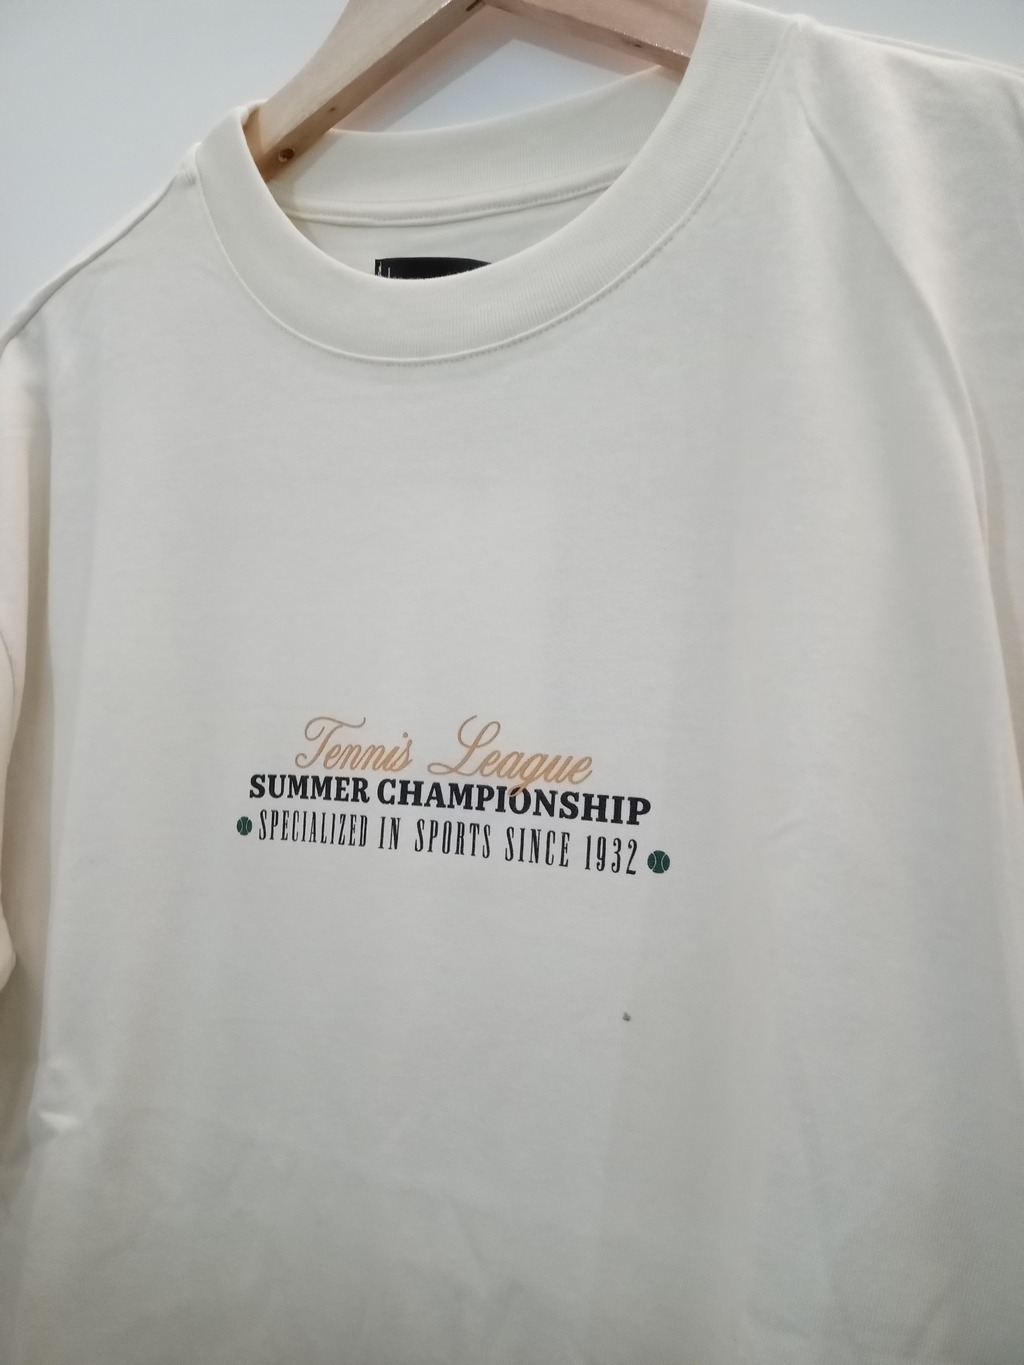 Tennis League
SUMMER CHAMPIONSHIP
SPECIALIZED IN SPORTS SINCE 1932